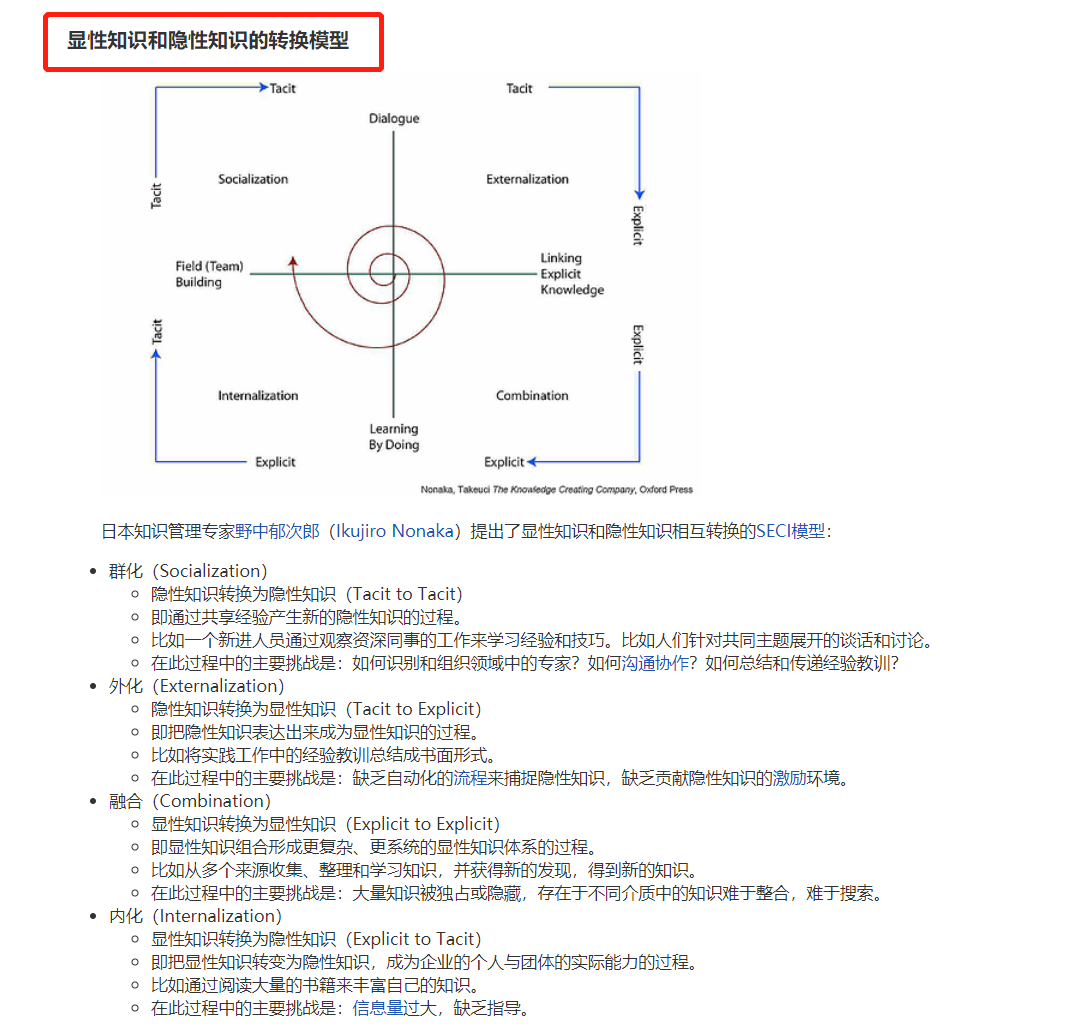 显性知识和隐性知识的转换模型
Tacit
Tacit
Dialogue
Tacit
Socialization
Externalization
Explicit
Field (Team)
Building
Linking
Explicit
Knowledge
Tacit
Explicit
Internalization
Combination
Learning
By Doing
Explicit
Explicit
Nonaka, Takeuci The Knowledge Creating Company, Oxford Press
日本知识管理专家野中郁次郎（Ikujiro Nonaka）提出了显性知识和隐性知识相互转换的SECI模型：
• 群化（Socialization）
◦ 隐性知识转换为隐性知识（Tacit to Tacit）
◦ 即通过共享经验产生新的隐性知识的过程。
◦ 比如一个新进人员通过观察资深同事的工作来学习经验和技巧。比如人们针对共同主题展开的谈话和讨论。
◦ 在此过程中的主要挑战是：如何识别和组织领域中的专家？如何沟通协作？如何总结和传递经验教训？
• 外化（Externalization）
◦ 隐性知识转换为显性知识（Tacit to Explicit）
◦ 即把隐性知识表达出来成为显性知识的过程。
◦ 比如将实践工作中的经验教训总结成书面形式。
◦ 在此过程中的主要挑战是：缺乏自动化的流程来捕捉隐性知识，缺乏贡献隐性知识的激励环境。
• 融合（Combination）
◦ 显性知识转换为显性知识（Explicit to Explicit）
◦ 即显性知识组合形成更复杂、更系统的显性知识体系的过程。
◦ 比如从多个来源收集、整理和学习知识，并获得新的发现，得到新的知识。
◦ 在此过程中的主要挑战是：大量知识被独占或隐藏，存在于不同介质中的知识难于整合，难于搜索。
• 内化（Internalization）
◦ 显性知识转换为隐性知识（Explicit to Tacit）
◦ 即把显性知识转变为隐性知识，成为企业的个人与团体的实际能力的过程。
◦ 比如通过阅读大量的书籍来丰富自己的知识。
◦ 在此过程中的主要挑战是：信息量过大，缺乏指导。